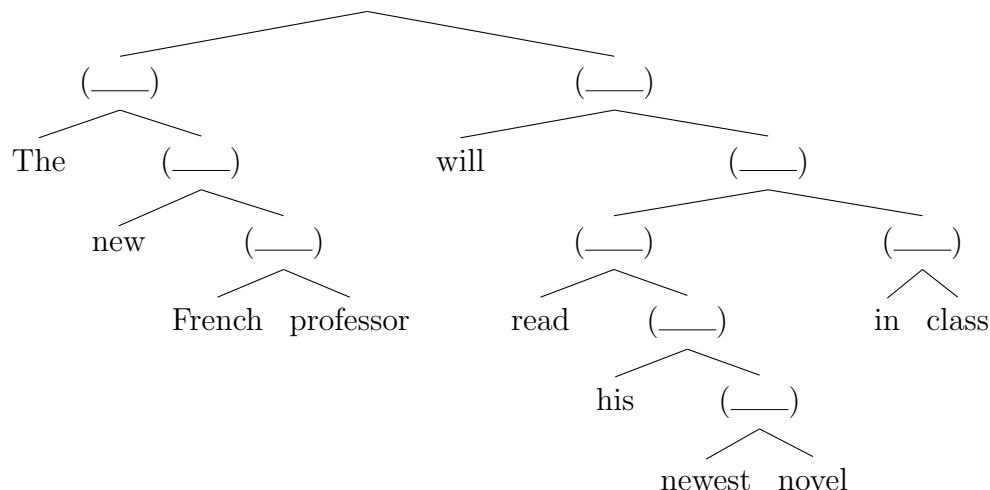 (____) (____)
The (____) will (____)
new (____) (____) (____)
French professor read (____) in class
his (____)
newest novel